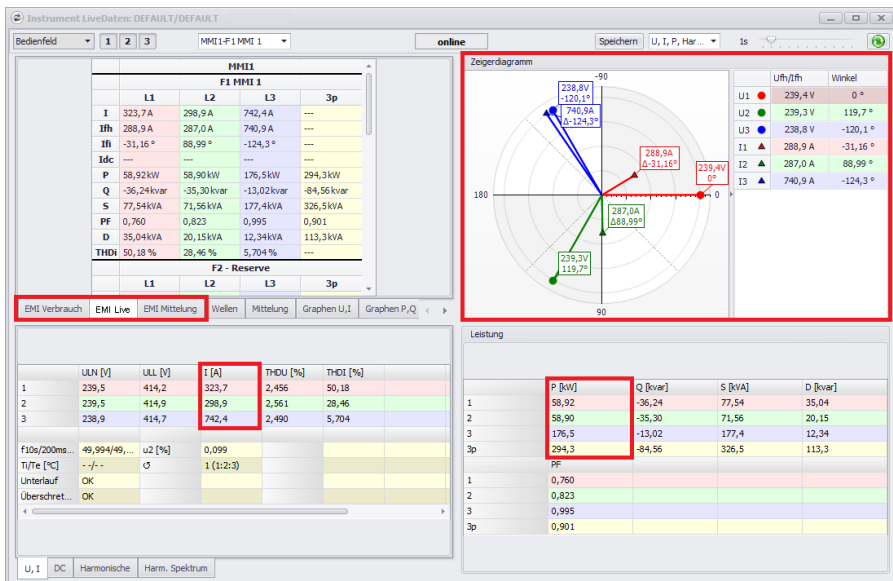 Instrument LiveDaten: DEFAULT/DEFAULT
Bedienfeld 1 2 3 MMI1-F1 MMI 1 online Speichern U, I, P, Har... 1s
MMI1
F1 MMI 1
L1 L2 L3 3p
I 323,7 A 298,9 A 742,4 A ---
Ifh 288,9 A 287,0 A 740,9 A ---
Ifi -31,16 ° 88,99 ° -124,3 ° ---
Idc --- --- --- ---
P 58,92 kW 58,90 kW 176,5 kW 294,3 kW
Q -36,24 kvar -35,30 kvar -13,02 kvar -84,56 kvar
S 77,54 kVA 71,56 kVA 177,4 kVA 326,5 kVA
PF 0,760 0,823 0,995 0,901
D 35,04 kVA 20,15 kVA 12,34 kVA 113,3 kVA
THDi 50,18 % 28,46 % 5,704 % ---
F2 - Reserve
L1 L2 L3 3p
EMI Verbrauch EMI Live EMI Mittelung Wellen Mittelung Graphen U,I Graphen P,Q
Zeigerdiagramm
-90
238,8V
-120,1°
740,9A
Δ-124,3°
288,9A
Δ-31,16°
239,4V
0°
180
0
287,0A
Δ88,99°
239,3V
119,7°
90
Ufh/Ifh Winkel
U1 239,4 V 0 °
U2 239,3 V 119,7 °
U3 238,8 V -120,1 °
I1 288,9 A -31,16 °
I2 287,0 A 88,99 °
I3 740,9 A -124,3 °
ULN [V] ULL [V] I [A] THDU [%] THDI [%]
1 239,5 414,2 323,7 2,456 50,18
2 239,5 414,9 298,9 2,561 28,46
3 238,9 414,7 742,4 2,490 5,704
f10s/200ms... 49,994/49,... u2 [%] 0,099
Ti/Te [°C] - -/- - ↺ 1 (1:2:3)
Unterlauf OK
Überschret... OK
U, I DC Harmonische Harm. Spektrum
Leistung
P [kW] Q [kvar] S [kVA] D [kvar]
1 58,92 -36,24 77,54 35,04
2 58,90 -35,30 71,56 20,15
3 176,5 -13,02 177,4 12,34
3p 294,3 -84,56 326,5 113,3
PF
1 0,760
2 0,823
3 0,995
3p 0,901